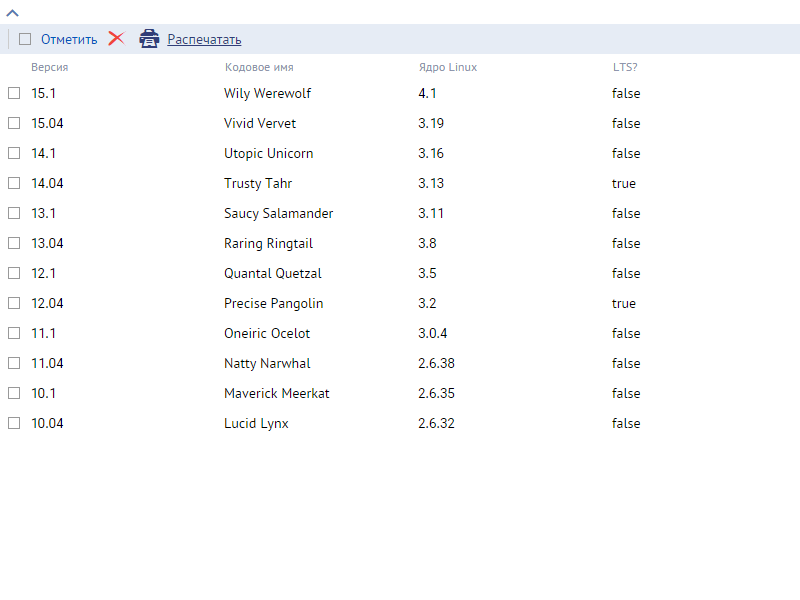 Отметить Распечатать
Версия Кодовое имя Ядро Linux LTS?
15.1 Wily Werewolf 4.1 false
15.04 Vivid Vervet 3.19 false
14.1 Utopic Unicorn 3.16 false
14.04 Trusty Tahr 3.13 true
13.1 Saucy Salamander 3.11 false
13.04 Raring Ringtail 3.8 false
12.1 Quantal Quetzal 3.5 false
12.04 Precise Pangolin 3.2 true
11.1 Oneiric Ocelot 3.0.4 false
11.04 Natty Narwhal 2.6.38 false
10.1 Maverick Meerkat 2.6.35 false
10.04 Lucid Lynx 2.6.32 false